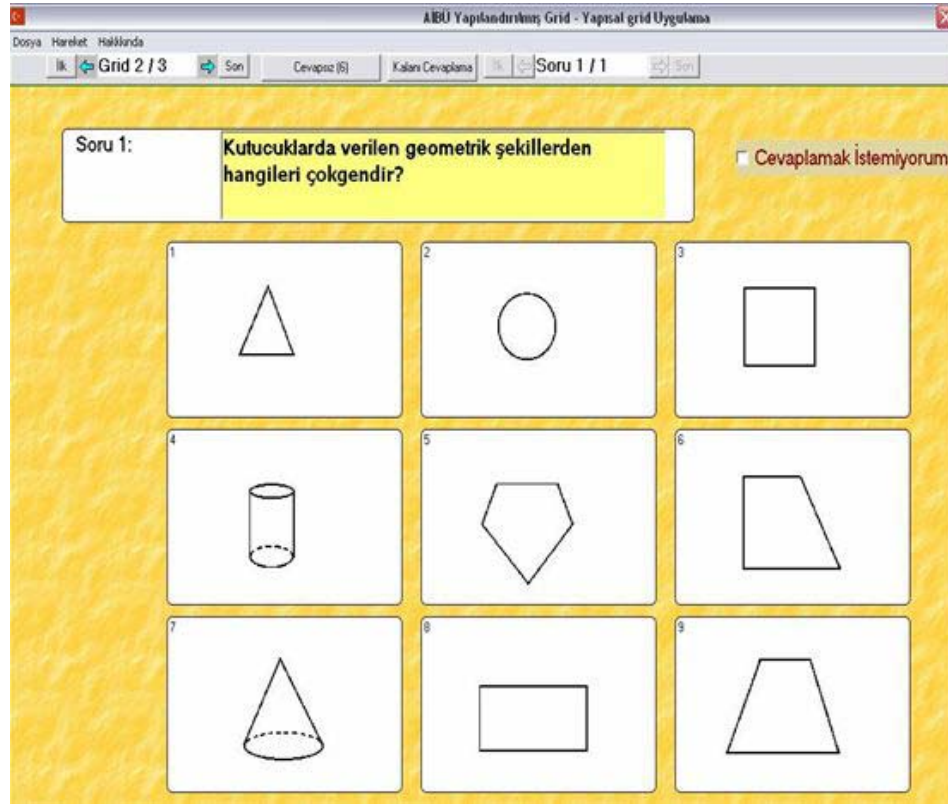 AİBÜ Yapılandırılmış Grid - Yapısal grid Uygulama
Dosya Hareket Hakkında
İlk Grid 2 / 3 Son Cevapsız (6) Kalanı Cevaplama İlk Soru 1 / 1 Son
Soru 1:
Kutucuklarda verilen geometrik şekillerden
hangileri çokgendir?
Cevaplamak İstemiyorum
1
2
3
4
5
6
7
8
9